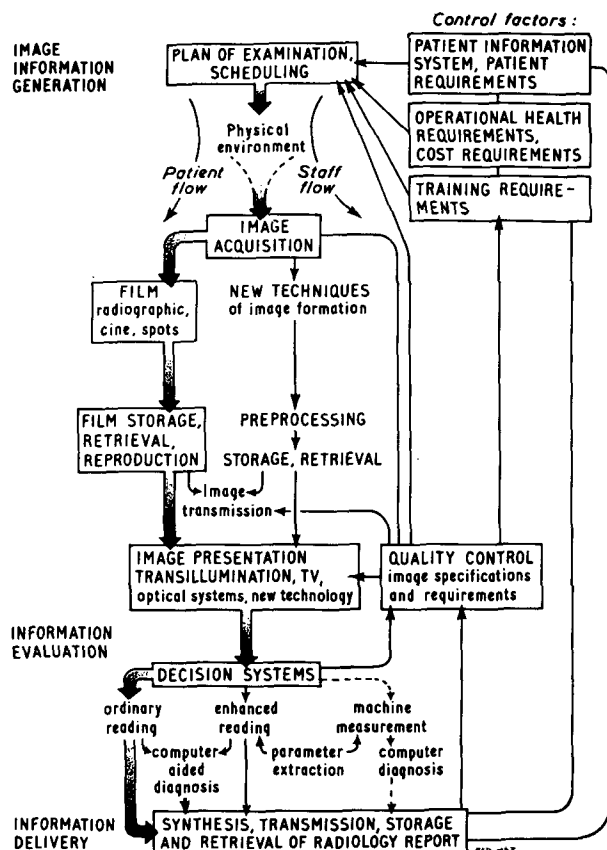 Control factors:
IMAGE
INFORMATION
GENERATION
PLAN OF EXAMINATION,
SCHEDULING
PATIENT INFORMATION
SYSTEM, PATIENT
REQUIREMENTS
OPERATIONAL HEALTH
REQUIREMENTS,
COST REQUIREMENTS
TRAINING REQUIRE-
MENTS
Physical
environment
Patient
flow
Staff
flow
IMAGE
ACQUISITION
FILM
radiographic,
cine, spots
NEW TECHNIQUES
of image formation
FILM STORAGE,
RETRIEVAL,
REPRODUCTION
PREPROCESSING
STORAGE, RETRIEVAL
Image
transmission
IMAGE PRESENTATION
TRANSILLUMINATION, TV,
optical systems, new technology
QUALITY CONTROL
image specifications
and requirements
INFORMATION
EVALUATION
DECISION SYSTEMS
ordinary
reading
enhanced
reading
machine
measurement
computer
aided
diagnosis
parameter
extraction
computer
diagnosis
INFORMATION
DELIVERY
SYNTHESIS, TRANSMISSION, STORAGE
AND RETRIEVAL OF RADIOLOGY REPORT